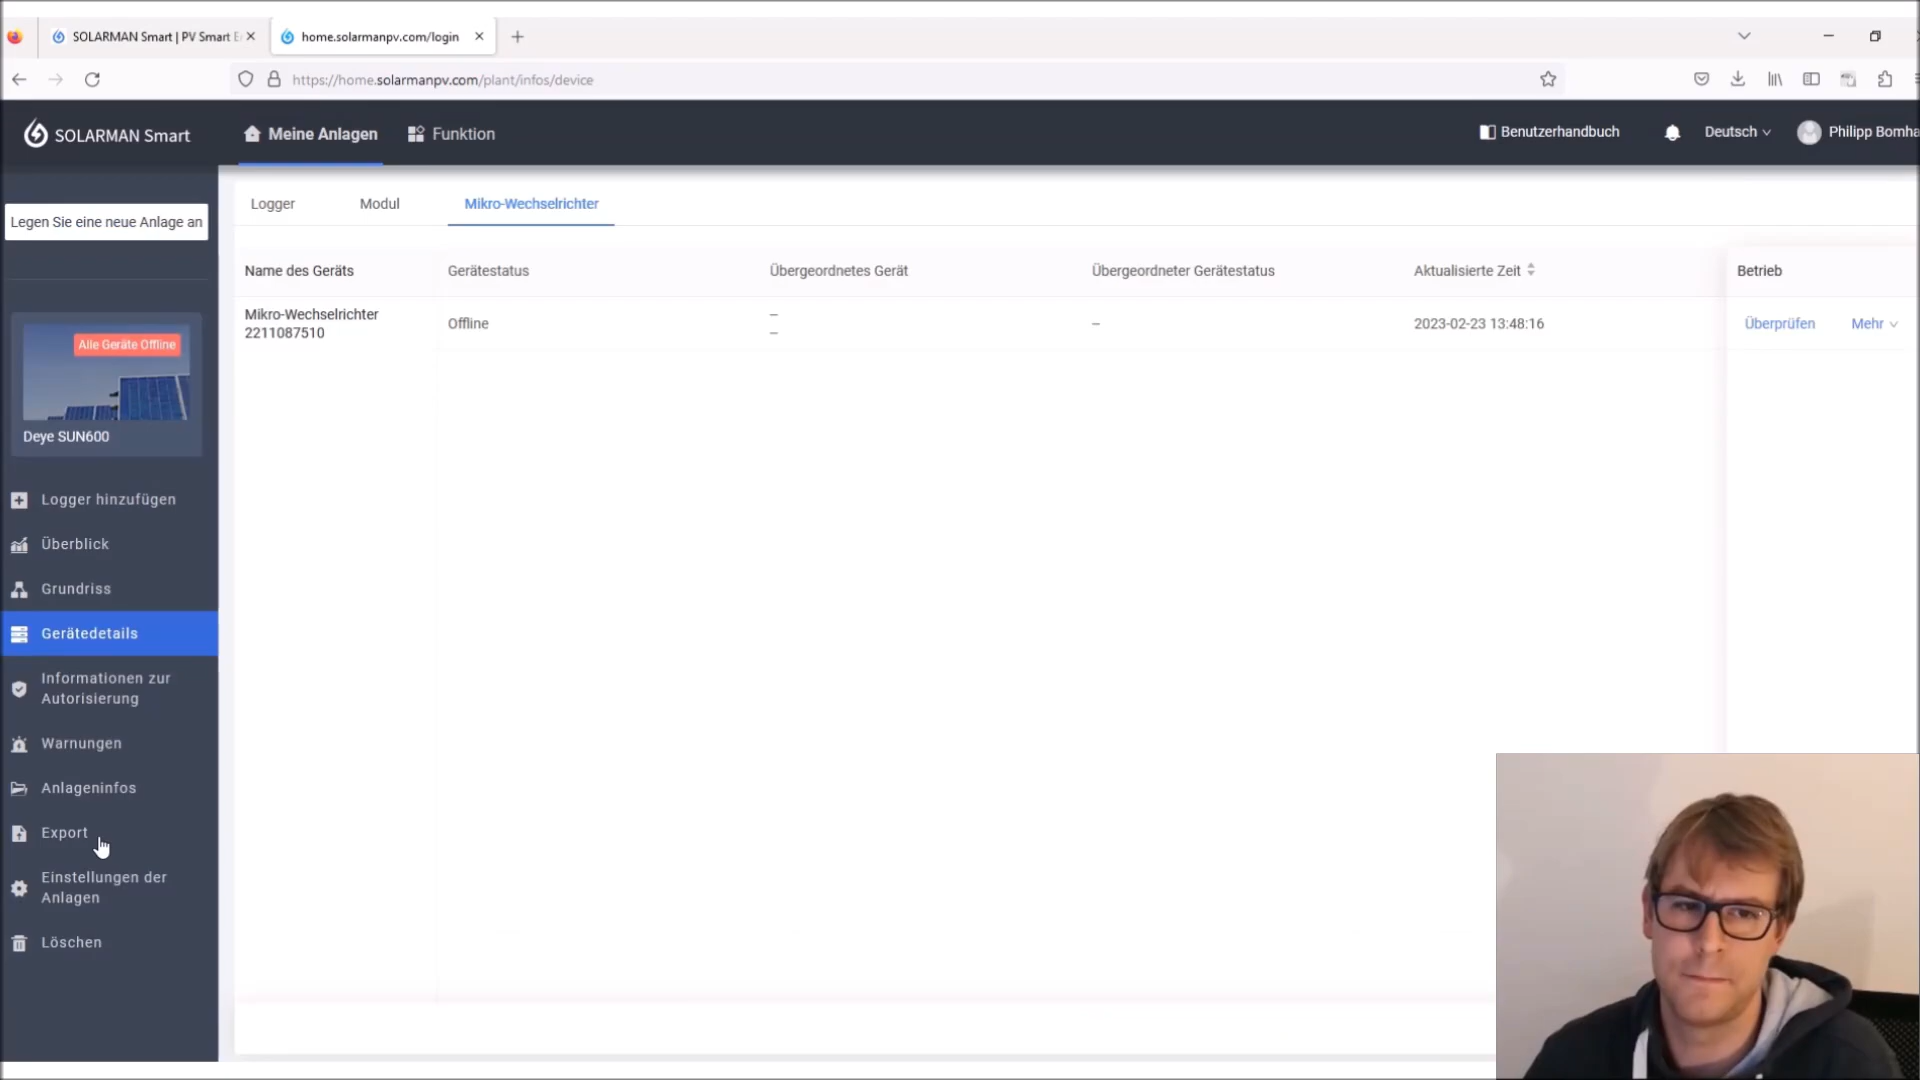 SOLARMAN Smart | PV Smart E
home.solarmanpv.com/login
https://home.solarmanpv.com/plant/infos/device
SOLARMAN Smart
Meine Anlagen
Funktion
Benutzerhandbuch
Deutsch
Philipp Bomha
Legen Sie eine neue Anlage an
Alle Geräte Offline
Deye SUN600
Logger hinzufügen
Überblick
Grundriss
Gerätedetails
Informationen zur
Autorisierung
Warnungen
Anlageninfos
Export
Einstellungen der
Anlagen
Löschen
Logger
Modul
Mikro-Wechselrichter
Name des Geräts
Gerätestatus
Übergeordnetes Gerät
Übergeordneter Gerätestatus
Aktualisierte Zeit
Betrieb
Mikro-Wechselrichter
2211087510
Offline
–
–
–
2023-02-23 13:48:16
Überprüfen
Mehr